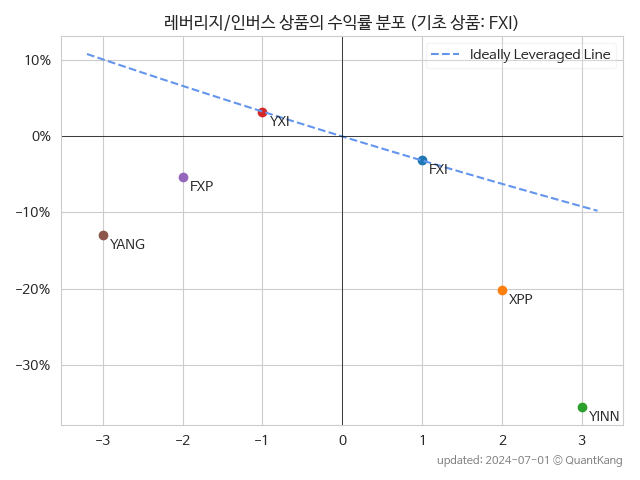 레버리지/인버스 상품의 수익률 분포 (기초 상품: FXI)
Ideally Leveraged Line
10%
YXI
0%
FXI
FXP
−10%
YANG
−20%
XPP
−30%
YINN
−3 −2 −1 0 1 2 3
updated: 2024-07-01 © QuantKang